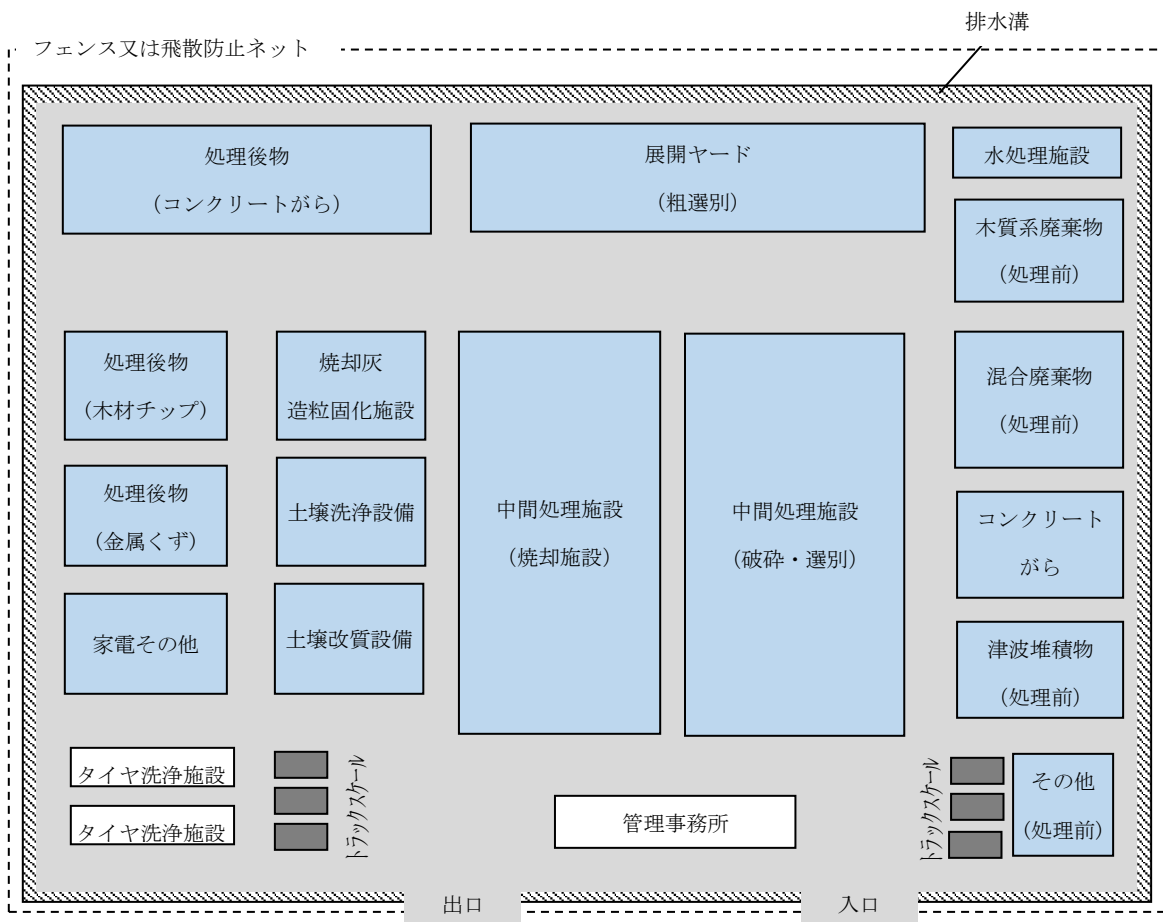 排水溝
フェンス又は飛散防止ネット
処理後物
（コンクリートがら）
展開ヤード
（粗選別）
水処理施設
木質系廃棄物
（処理前）
処理後物
（木材チップ）
焼却灰
造粒固化施設
中間処理施設
（焼却施設）
中間処理施設
（破砕・選別）
混合廃棄物
（処理前）
処理後物
（金属くず）
土壌洗浄設備
コンクリート
がら
家電その他
土壌改質設備
津波堆積物
（処理前）
タイヤ洗浄施設
タイヤ洗浄施設
トラックスケール
管理事務所
トラックスケール
その他
（処理前）
出口
入口